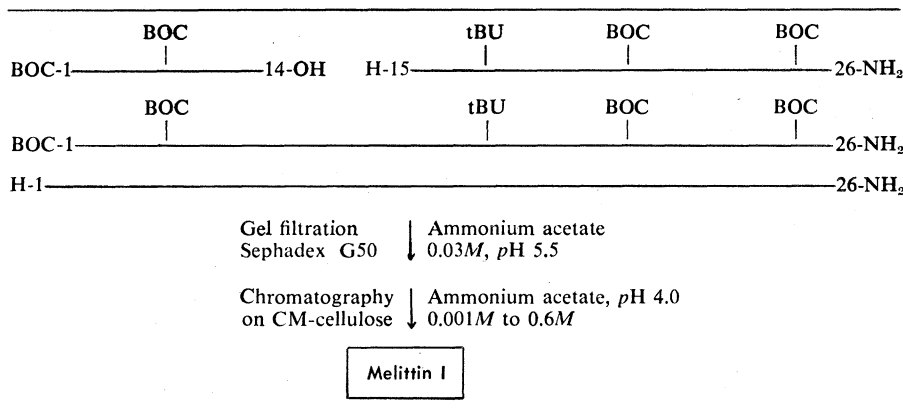 BOC tBU BOC BOC
BOC-1 14-OH H-15 26-NH₂
BOC tBU BOC BOC
BOC-1 26-NH₂
H-1 26-NH₂
Gel filtration Ammonium acetate
Sephadex G50 0.03M, pH 5.5
Chromatography Ammonium acetate, pH 4.0
on CM-cellulose 0.001M to 0.6M
Melittin I